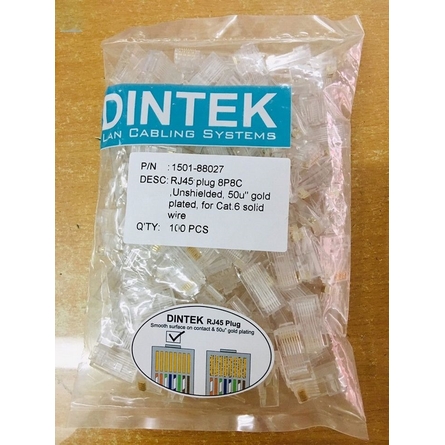 DINTEK
LAN CABLING SYSTEMS
P/N : 1501-88027
DESC: RJ45 plug 8P8C
,Unshielded, 50u" gold
plated, for Cat.6 solid
wire
Q'TY: 100 PCS
DINTEK RJ45 Plug
Smooth surface on contact & 50u" gold plating